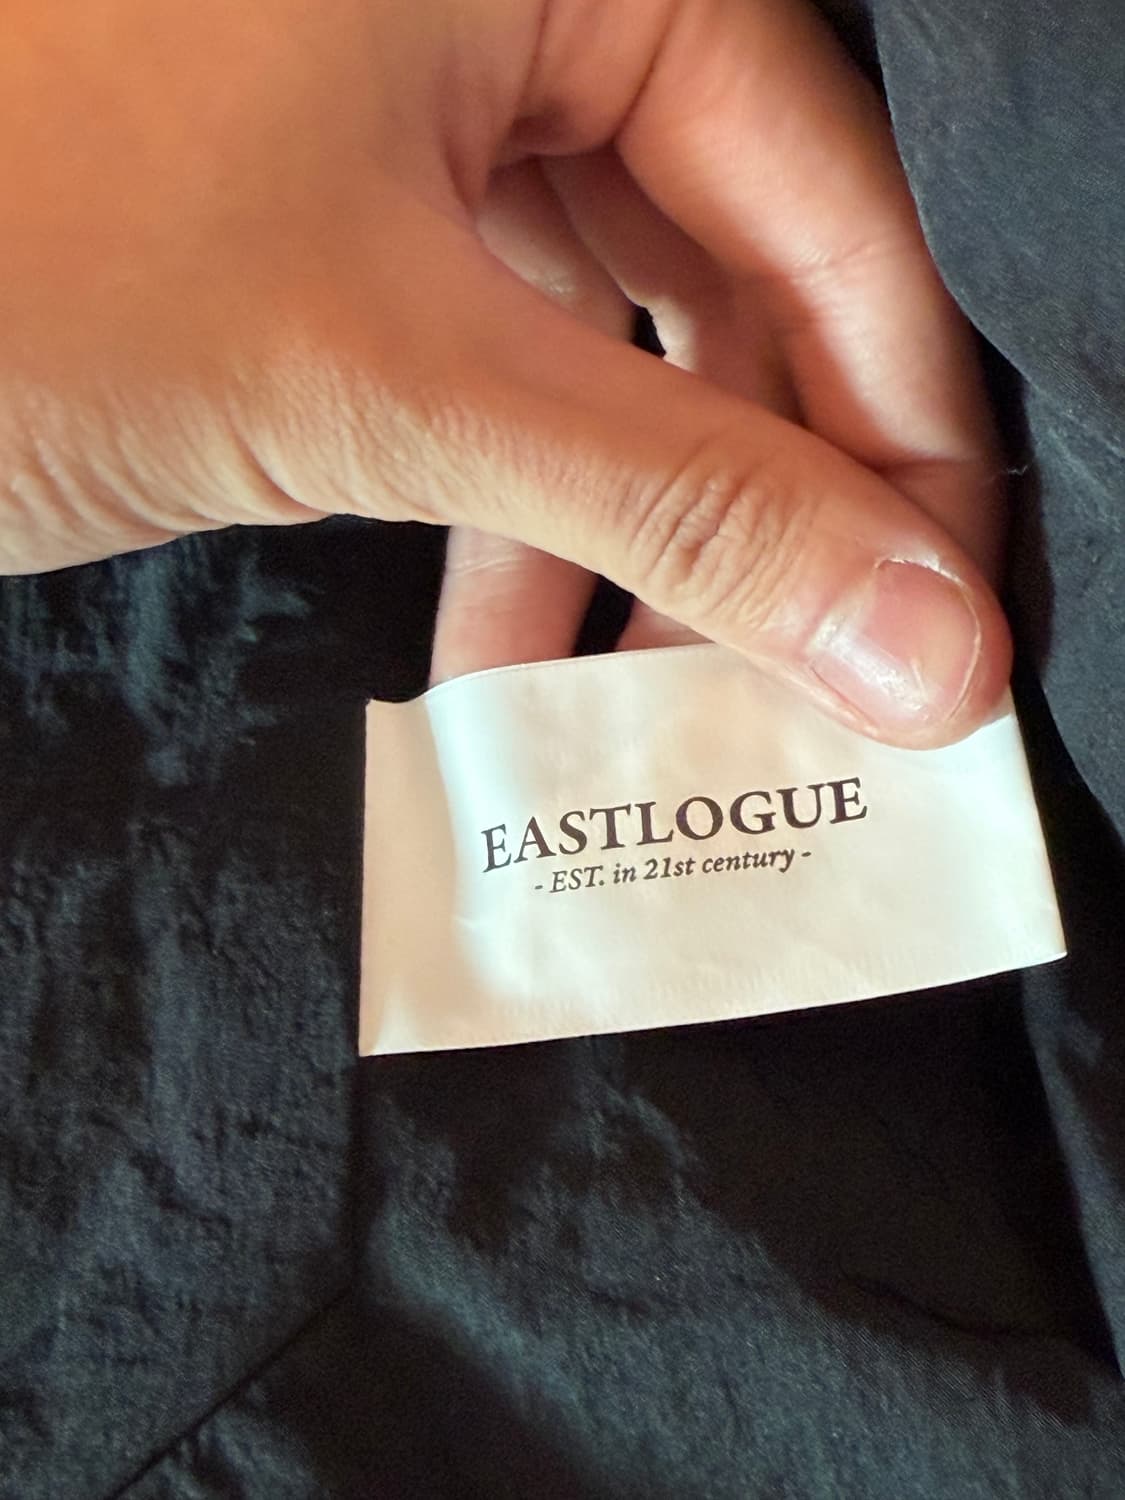 EASTLOGUE
- EST. in 21st century -